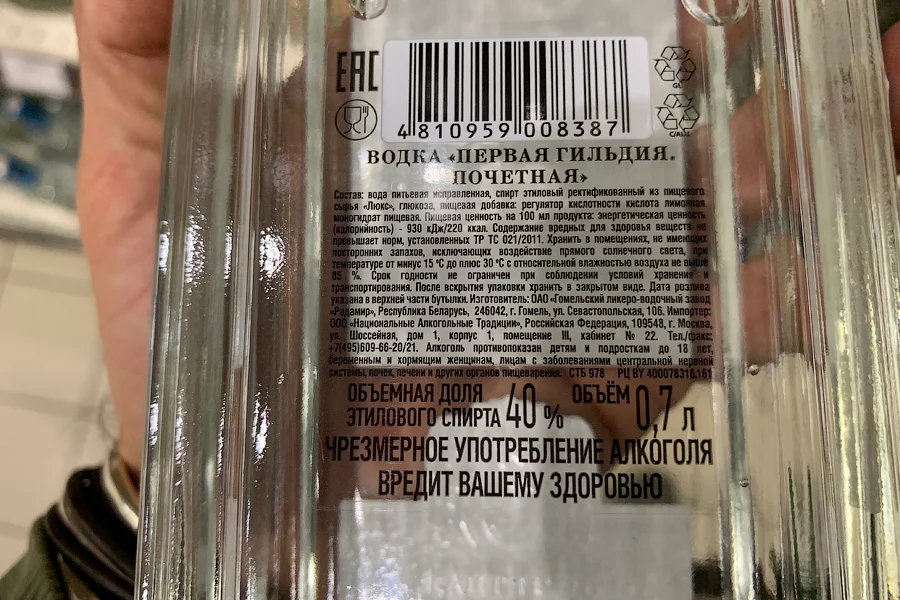 EAC
4 810959 008387
GL
C/ALU
ВОДКА «ПЕРВАЯ ГИЛЬДИЯ.
ПОЧЕТНАЯ»
Состав: вода питьевая исправленная, спирт этиловый ректификованный из пищевого
сырья «Люкс», глюкоза, пищевая добавка: регулятор кислотности кислота лимонная
моногидрат пищевая. Пищевая ценность на 100 мл продукта: энергетическая ценность
(калорийность) - 930 кДж/220 ккал. Содержание вредных для здоровья веществ не
превышает норм, установленных ТР ТС 021/2011. Хранить в помещениях, не имеющих
посторонних запахов, исключающих воздействие прямого солнечного света, при
температуре от минус 15 °С до плюс 30 °С с относительной влажностью воздуха не выше
85 %. Срок годности не ограничен при соблюдении условий хранения и
транспортирования. После вскрытия упаковки хранить в закрытом виде. Дата розлива
указана в верхней части бутылки. Изготовитель: ОАО «Гомельский ликеро-водочный завод
«Радамир», Республика Беларусь, 246042, г. Гомель, ул. Севастопольская, 106. Импортер:
ООО «Национальные Алкогольные Традиции», Российская Федерация, 109548, г. Москва,
ул. Шоссейная, дом 1, корпус 1, помещение III, кабинет № 22. Тел./факс:
+7(495)609-66-20/21. Алкоголь противопоказан детям и подросткам до 18 лет,
беременным и кормящим женщинам, лицам с заболеваниями центральной нервной
системы, почек, печени и других органов пищеварения. СТБ 978 РЦ BY 400078316.161
ОБЪЕМНАЯ ДОЛЯ
ЭТИЛОВОГО СПИРТА 40 % ОБЪЁМ 0,7 л
ЧРЕЗМЕРНОЕ УПОТРЕБЛЕНИЕ АЛКОГОЛЯ
ВРЕДИТ ВАШЕМУ ЗДОРОВЬЮ